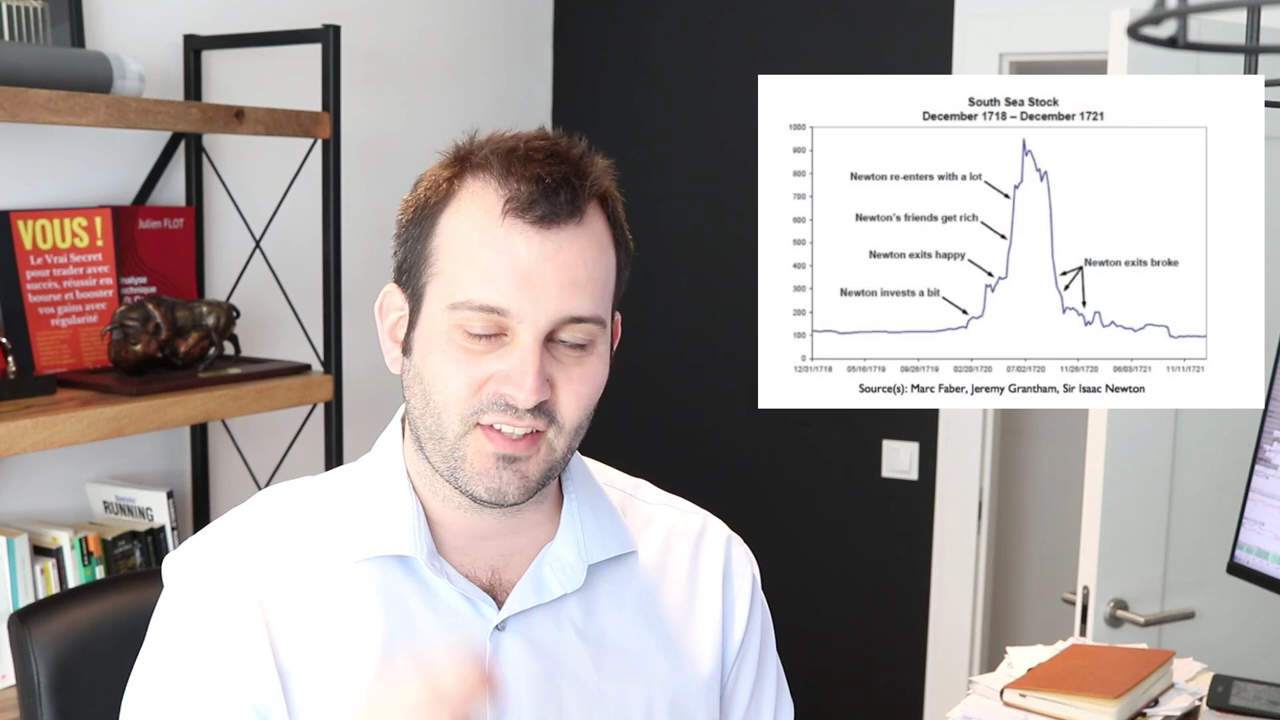 VOUS !
Le Vrai Secret
pour trader avec
succès, réussir en
bourse et booster
vos gains avec
régularité
Julien FLOT
RUNNING
South Sea Stock
December 1718 – December 1721
1000
900
800
700
600
500
400
300
200
100
0
Newton re-enters with a lot
Newton's friends get rich
Newton exits happy
Newton invests a bit
Newton exits broke
12/31/1718 05/16/1719 09/26/1719 02/20/1720 07/02/1720 11/26/1720 06/03/1721 11/11/1721
Source(s): Marc Faber, Jeremy Grantham, Sir Isaac Newton